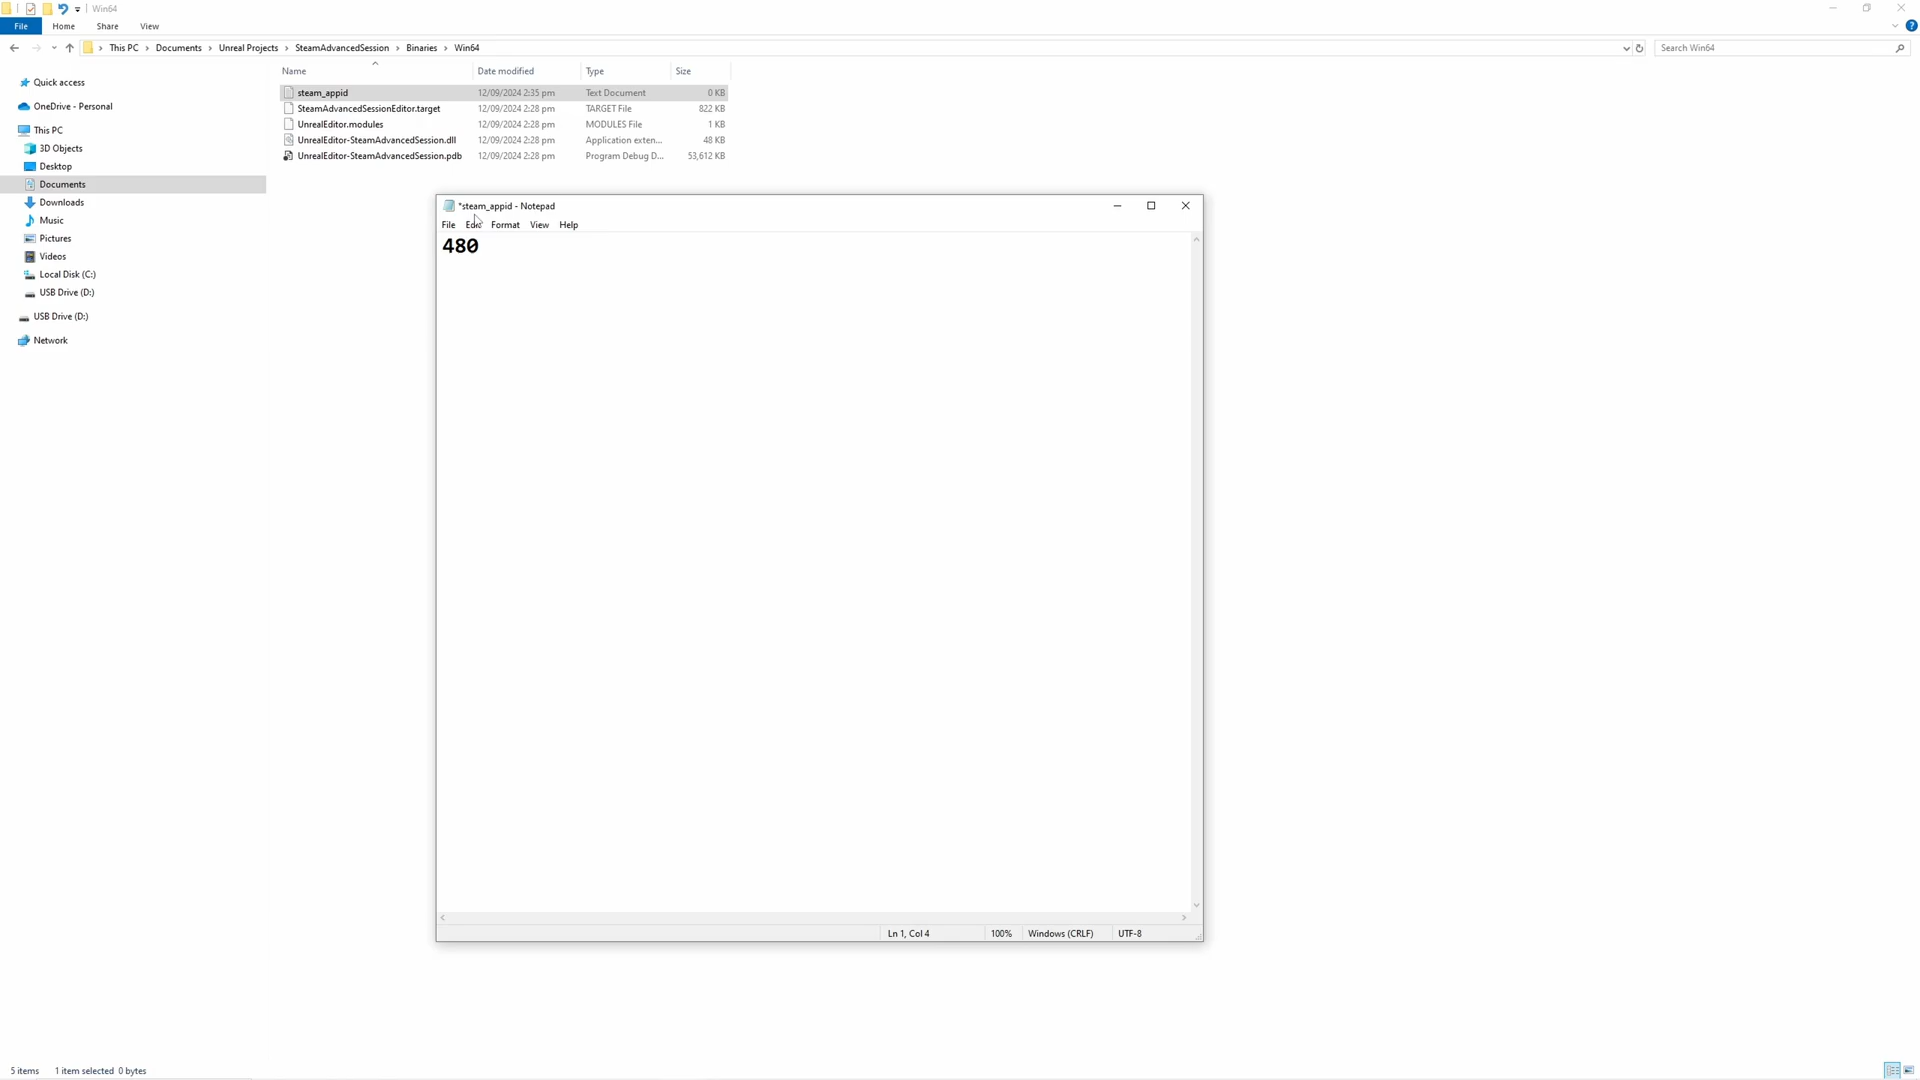 Win64
File Home Share View
This PC Documents Unreal Projects SteamAdvancedSession Binaries Win64
Search Win64
Name Date modified Type Size
steam_appid 12/09/2024 2:35 pm Text Document 0 KB
SteamAdvancedSessionEditor.target 12/09/2024 2:28 pm TARGET File 822 KB
UnrealEditor.modules 12/09/2024 2:28 pm MODULES File 1 KB
UnrealEditor-SteamAdvancedSession.dll 12/09/2024 2:28 pm Application exten... 48 KB
UnrealEditor-SteamAdvancedSession.pdb 12/09/2024 2:28 pm Program Debug D... 53,612 KB
Quick access
OneDrive - Personal
This PC
3D Objects
Desktop
Documents
Downloads
Music
Pictures
Videos
Local Disk (C:)
USB Drive (D:)
USB Drive (D:)
Network
*steam_appid - Notepad
File Edit Format View Help
480
Ln 1, Col 4 100% Windows (CRLF) UTF-8
5 items 1 item selected 0 bytes